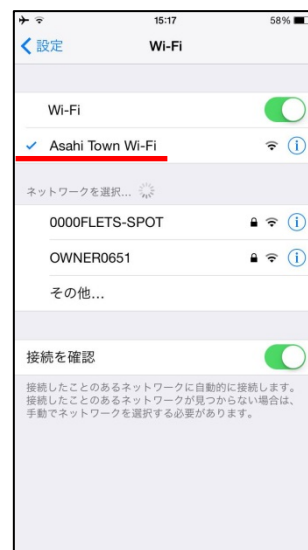 15:17
58%
設定
Wi-Fi
Wi-Fi
Asahi Town Wi-Fi
ネットワークを選択...
0000FLETS-SPOT
OWNER0651
その他...
接続を確認
接続したことのあるネットワークに自動的に接続します。
接続したことのあるネットワークが見つからない場合は、
手動でネットワークを選択する必要があります。